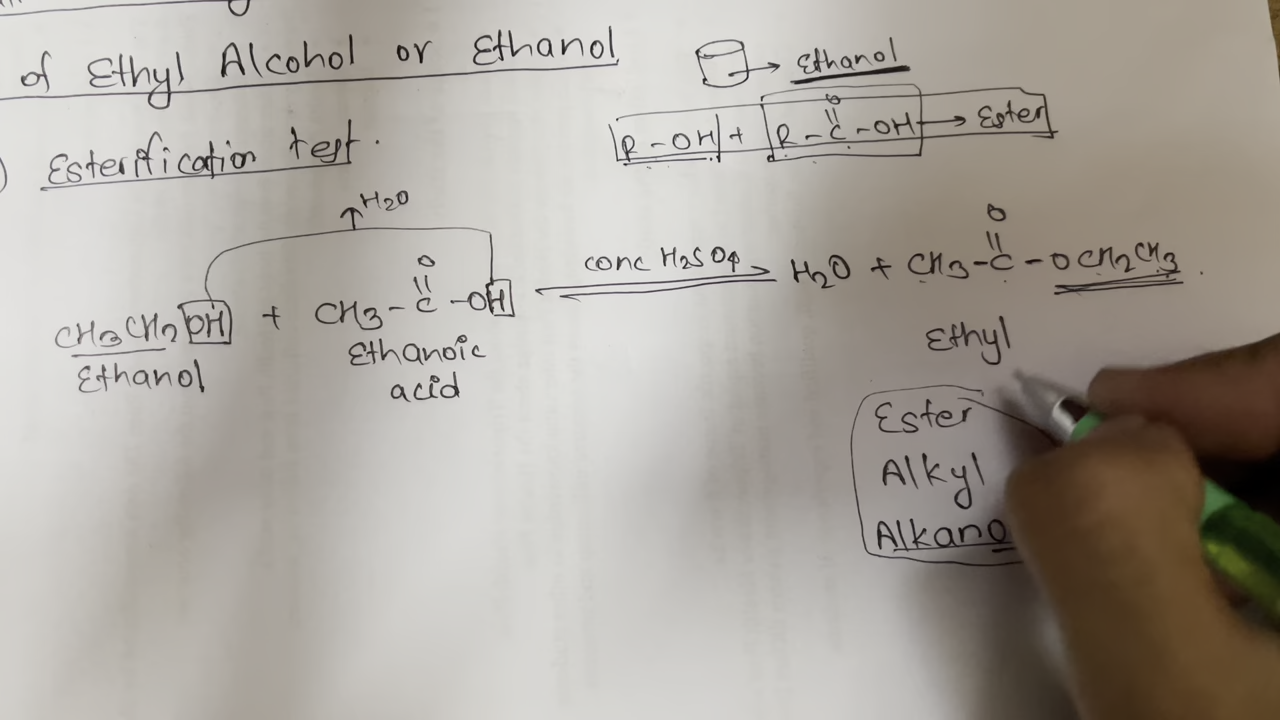 of Ethyl Alcohol or Ethanol
→ Ethanol
R-OH + R-C-OH → Ester
O
) Esterification test.
↑H2O
CH3CH2OH + CH3-C-OH ⇌ H2O + CH3-C-OCH2CH3.
O
conc H2SO4
O
Ethanol
Ethanoic
acid
Ethyl
Ester
Alkyl
Alkano